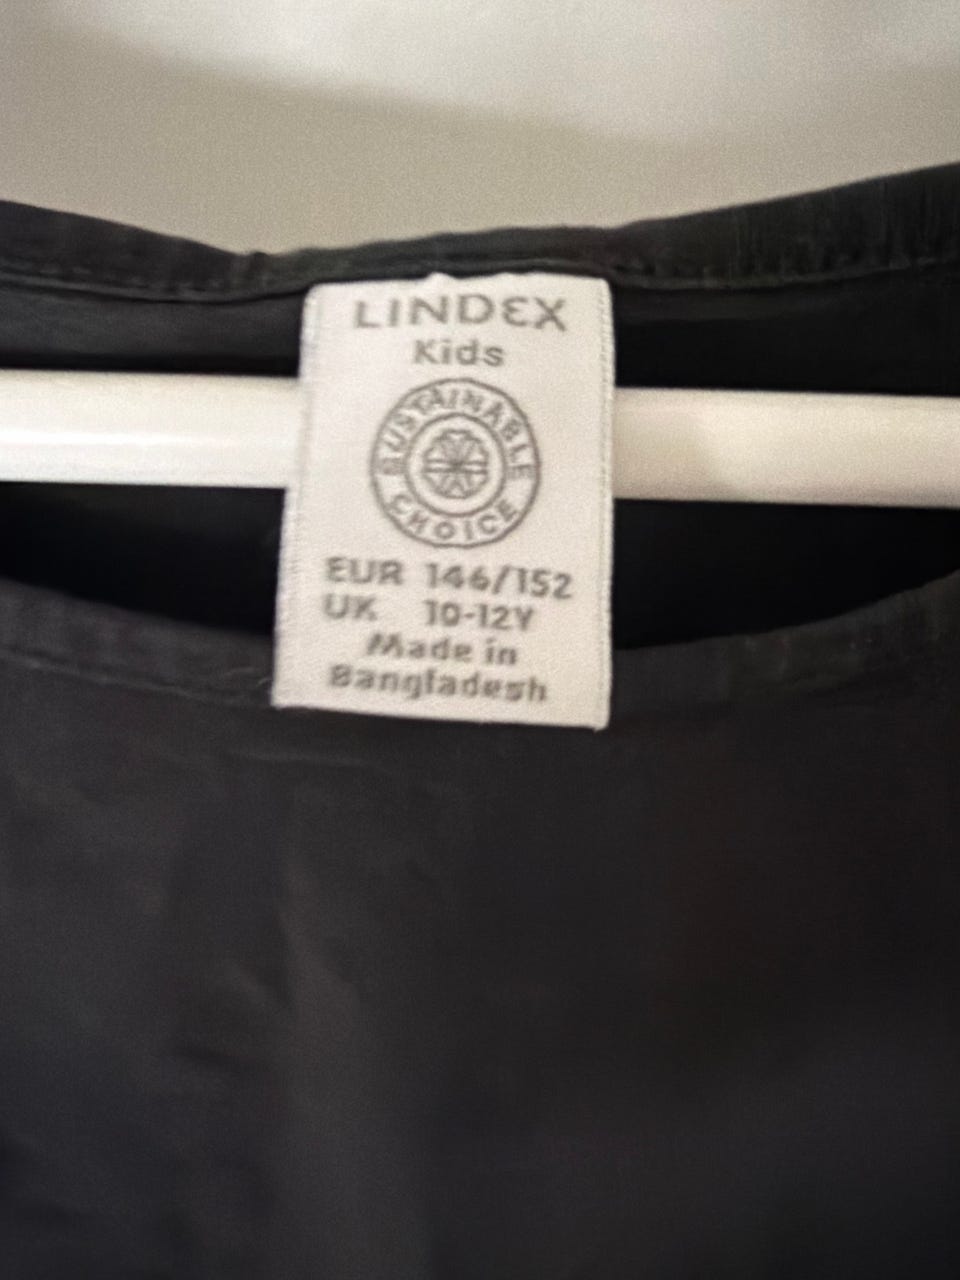 LINDEX
Kids
SUSTAINABLE
CHOICE
EUR 146/152
UK 10-12Y
Made in
Bangladesh